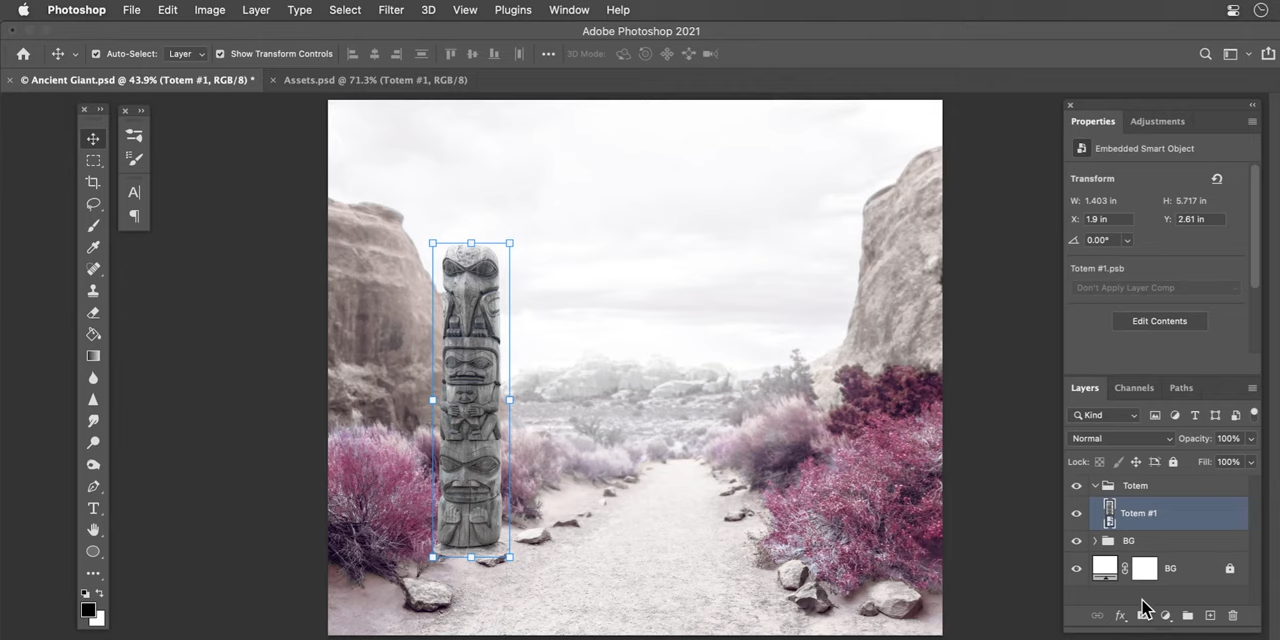 Photoshop File Edit Image Layer Type Select Filter 3D View Plugins Window Help
Adobe Photoshop 2021
Auto-Select: Layer Show Transform Controls 3D Mode:
© Ancient Giant.psd @ 43.9% (Totem #1, RGB/8) * Assets.psd @ 71.3% (Totem #1, RGB/8)
Properties Adjustments
Embedded Smart Object
Transform
W: 1.403 in H: 5.717 in
X: 1.9 in Y: 2.61 in
0.00°
Totem #1.psb
Don't Apply Layer Comp
Edit Contents
Layers Channels Paths
Kind
Normal Opacity: 100%
Lock: Fill: 100%
Totem
Totem #1
BG
BG
fx